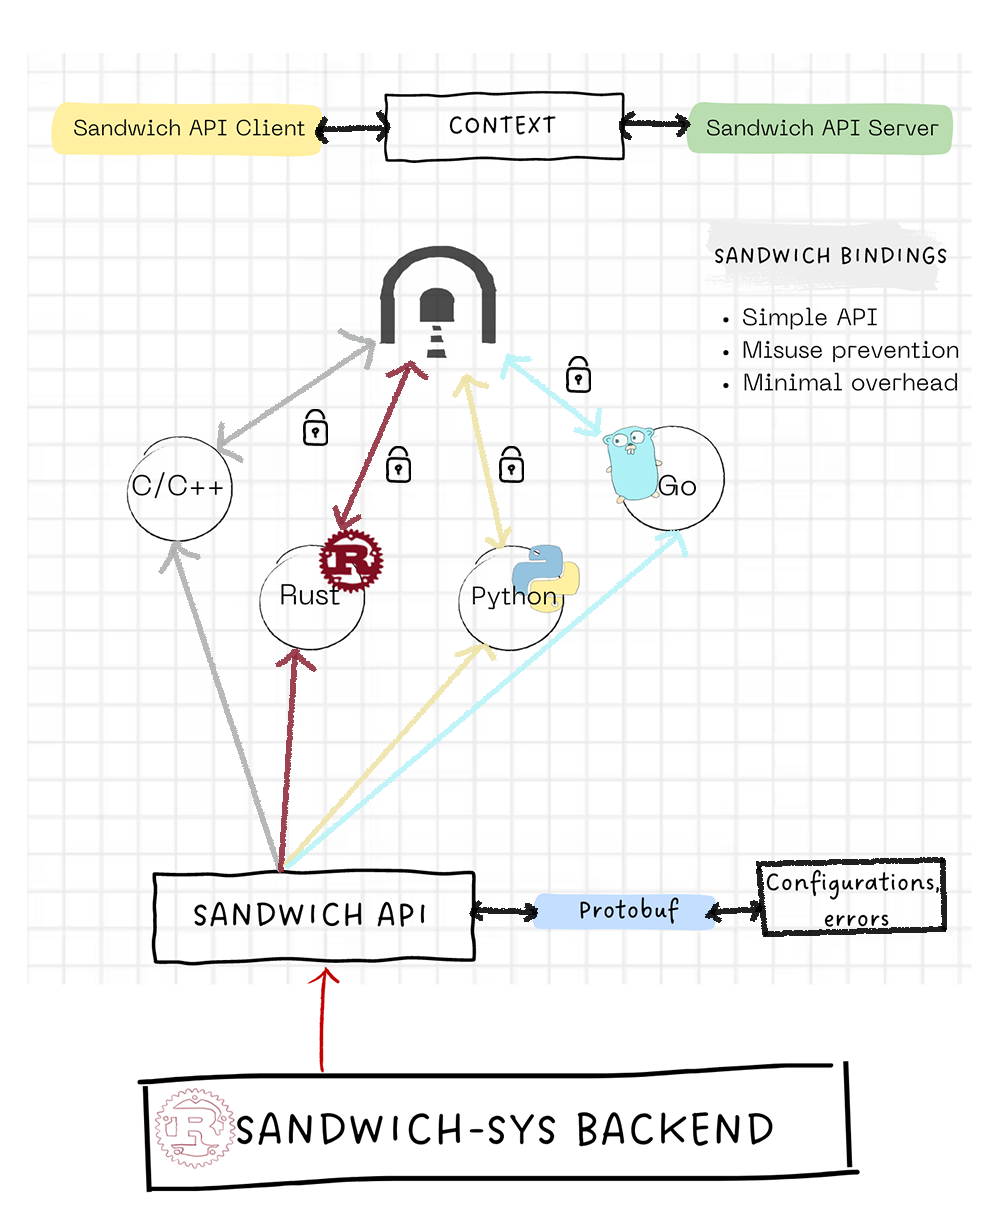 Sandwich API Client
CONTEXT
Sandwich API Server
SANDWICH BINDINGS
• Simple API
• Misuse prevention
• Minimal overhead
C/C++
Go
R
Rust
Python
SANDWICH API
Protobuf
Configurations,
errors
R
SANDWICH-SYS BACKEND